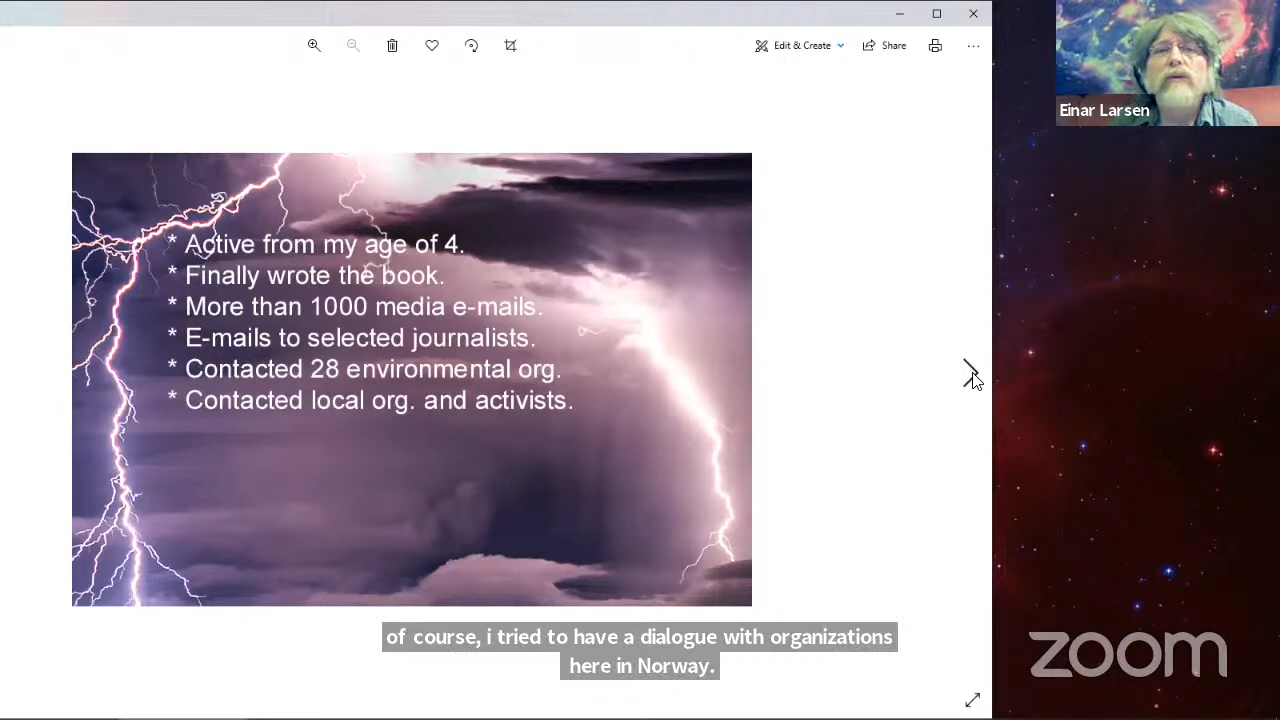 Edit & Create
Share
Einar Larsen
* Active from my age of 4.
* Finally wrote the book.
* More than 1000 media e-mails.
* E-mails to selected journalists.
* Contacted 28 environmental org.
* Contacted local org. and activists.
of course, i tried to have a dialogue with organizations
here in Norway.
zoom